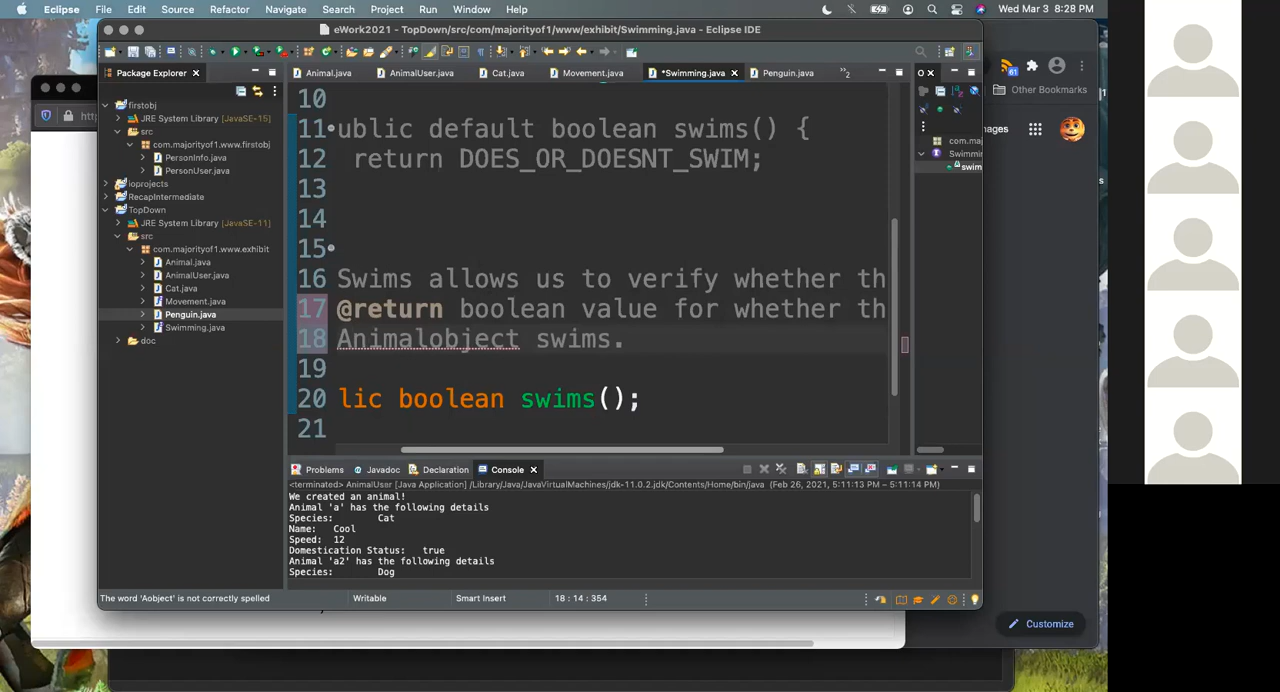 Eclipse File Edit Source Refactor Navigate Search Project Run Window Help Wed Mar 3 8:28 PM
eWork2021 - TopDown/src/com/majorityof1/www/exhibit/Swimming.java - Eclipse IDE
Package Explorer
Animal.java AnimalUser.java Cat.java Movement.java *Swimming.java Penguin.java 2
61
Other Bookmarks
firstobj
JRE System Library [JavaSE-15]
src
com.majorityof1.www.firstobj
PersonInfo.java
PersonUser.java
ioprojects
RecapIntermediate
TopDown
JRE System Library [JavaSE-11]
src
com.majorityof1.www.exhibit
Animal.java
AnimalUser.java
Cat.java
Movement.java
Penguin.java
Swimming.java
doc
10
11 ublic default boolean swims() {
12 return DOES_OR_DOESNT_SWIM;
13
14
15
16 Swims allows us to verify whether th
17 @return boolean value for whether th
18 Animalobject swims.
19
20 lic boolean swims();
21
com.maj
Swimming
swim
nages
http
Problems Javadoc Declaration Console
<terminated> AnimalUser [Java Application] /Library/Java/JavaVirtualMachines/jdk-11.0.2.jdk/Contents/Home/bin/java (Feb 26, 2021, 5:11:13 PM – 5:11:14 PM)
We created an animal!
Animal 'a' has the following details
Species: Cat
Name: Cool
Speed: 12
Domestication Status: true
Animal 'a2' has the following details
Species: Dog
The word 'Aobject' is not correctly spelled Writable Smart Insert 18 : 14 : 354
Customize